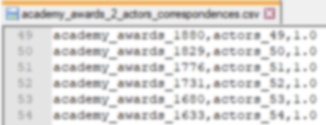 academy_awards_2_actors_correspondences.csv
49 academy_awards_1880,actors_49,1.0
50 academy_awards_1829,actors_50,1.0
51 academy_awards_1776,actors_51,1.0
52 academy_awards_1731,actors_52,1.0
53 academy_awards_1680,actors_53,1.0
54 academy_awards_1633,actors_54,1.0